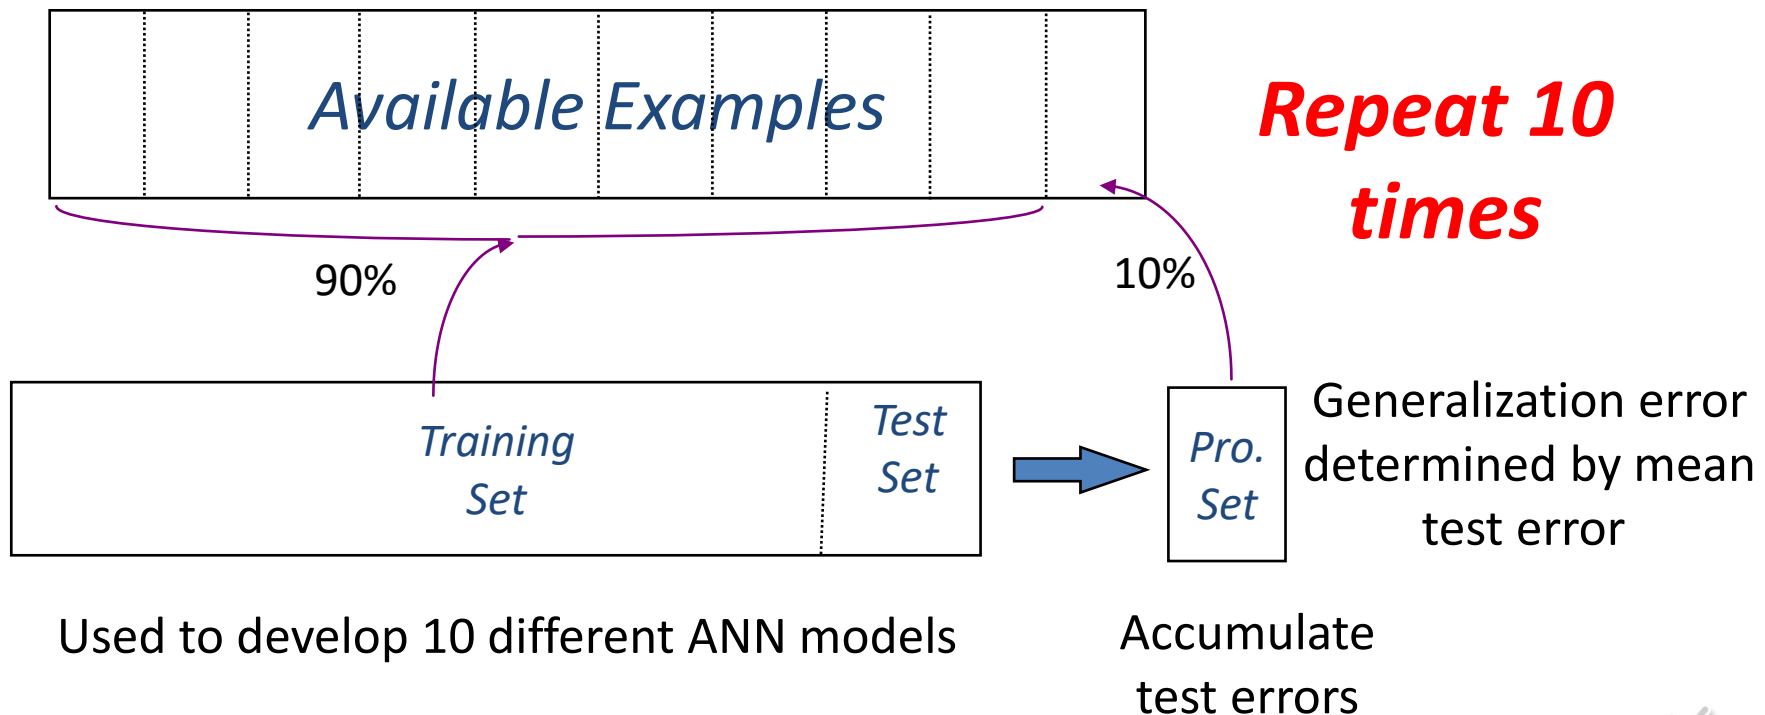 Available Examples
Repeat 10
times
90%
10%
Training
Set
Test
Set
Pro.
Set
Generalization error
determined by mean
test error
Used to develop 10 different ANN models
Accumulate
test errors